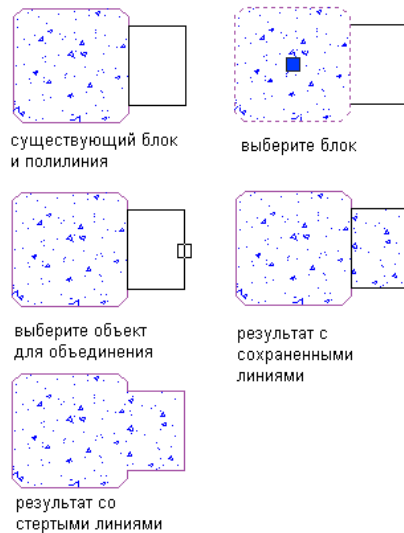 существующий блок
и полилиния
выберите блок
выберите объект
для объединения
результат с
сохраненными
линиями
результат со
стертыми линиями